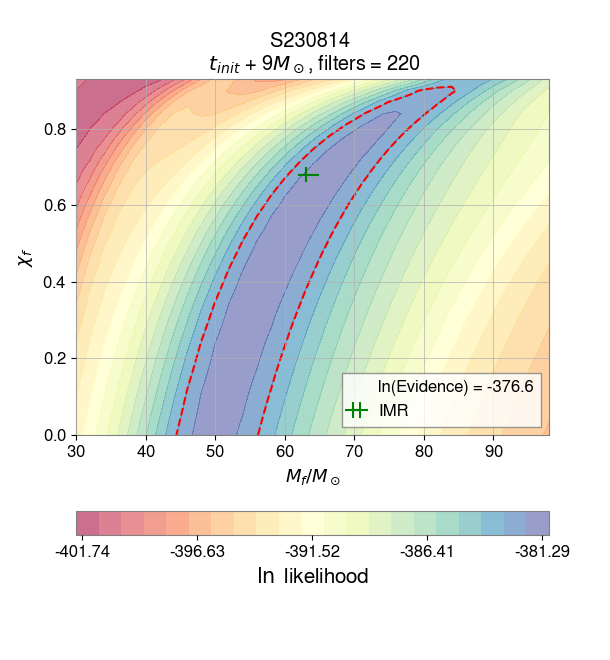 S230814
t_init + 9M_⊙, filters = 220
χ_f
0.8
0.6
0.4
0.2
0.0
ln(Evidence) = -376.6
IMR
30 40 50 60 70 80 90
M_f/M_⊙
-401.74 -396.63 -391.52 -386.41 -381.29
ln likelihood